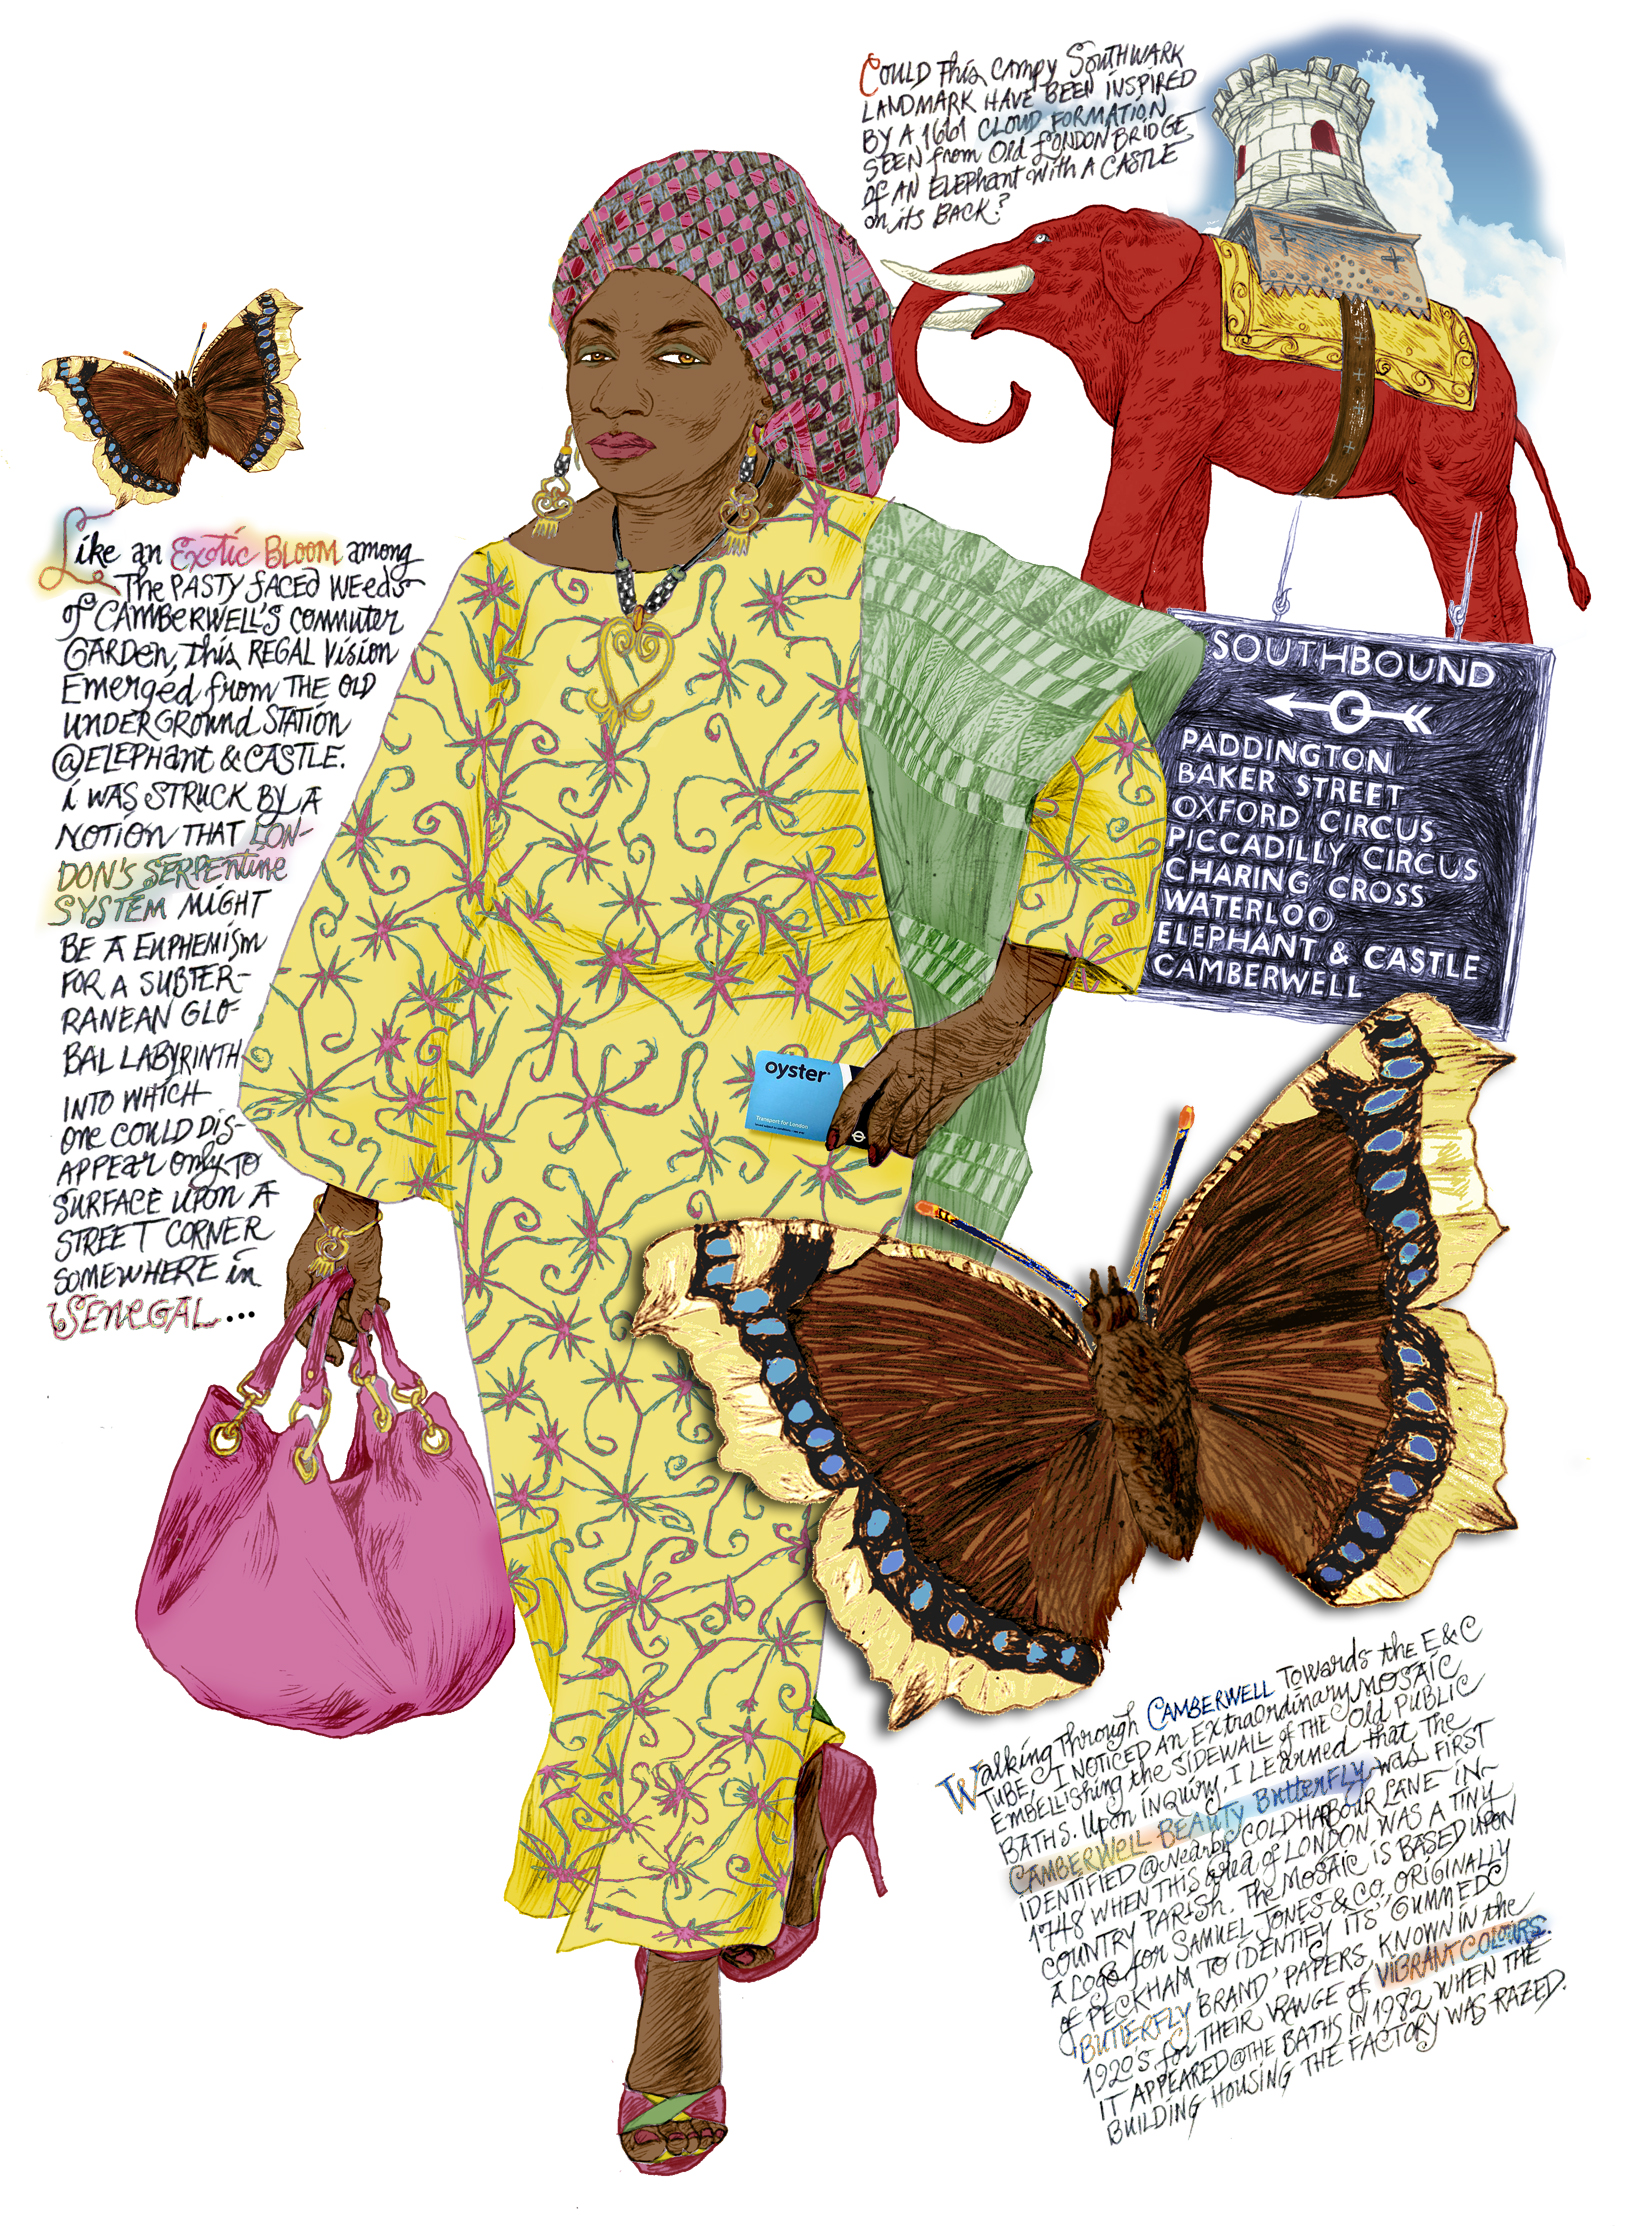 COULD this CAMPY SOUTHWARK
LANDMARK HAVE BEEN INSPIRED
BY A 1661 CLOUD FORMATION
SEEN from Old LONDON BRIDGE
of AN ELEPHANT with A CASTLE
on its BACK?
Like an Exotic BLOOM among
The PASTY FACED WEEDS
of CAMBERWELL'S commuter
GARDEN, this REGAL Vision
Emerged from THE OLD
UNDERGROUND STATION
@ELEPHANT & CASTLE.
i WAS STRUCK BY A
NOTION THAT LON-
DON'S SERPENTINE
SYSTEM MIGHT
BE A EUPHEMISM
FOR A SUBTER-
RANEAN GLO-
BAL LABYRINTH
INTO WHICH
ONE COULD DIS-
APPEAR ONLY TO
SURFACE UPON A
STREET CORNER
SOMEWHERE in
SENEGAL...
SOUTHBOUND
PADDINGTON
BAKER STREET
OXFORD CIRCUS
PICCADILLY CIRCUS
CHARING CROSS
WATERLOO
ELEPHANT & CASTLE
CAMBERWELL
oyster
Transport for London
Walking Through CAMBERWELL Towards the E&C
TUBE, I NOTICED AN EXTRAORDINARY MOSAIC
EMBELLISHING the SIDEWALL of THE Old PUBLIC
BATHS. Upon INQUIRY, I LEARNED that The
CAMBERWELL BEAUTY ButterFLY was FIRST
IDENTIFIED @ Nearby COLDHARBOUR LANE IN
1748 WHEN THIS area of LONDON WAS A TINY
COUNTRY PARISH. The MOSAIC is BASED UPON
A LOGO for SAMUEL JONES & CO., ORIGINALLY
of PECKHAM, TO iDENTIFY ITS 'GUMMED
BUTTERFLY BRAND' PAPERS, KNOWN IN the
1920'S for THEIR RANGE of VIBRANT COLOURS.
IT APPEARED @ THE BATHS IN 1982 WHEN THE
BUILDING HOUSING THE FACTORY WAS RAZED.